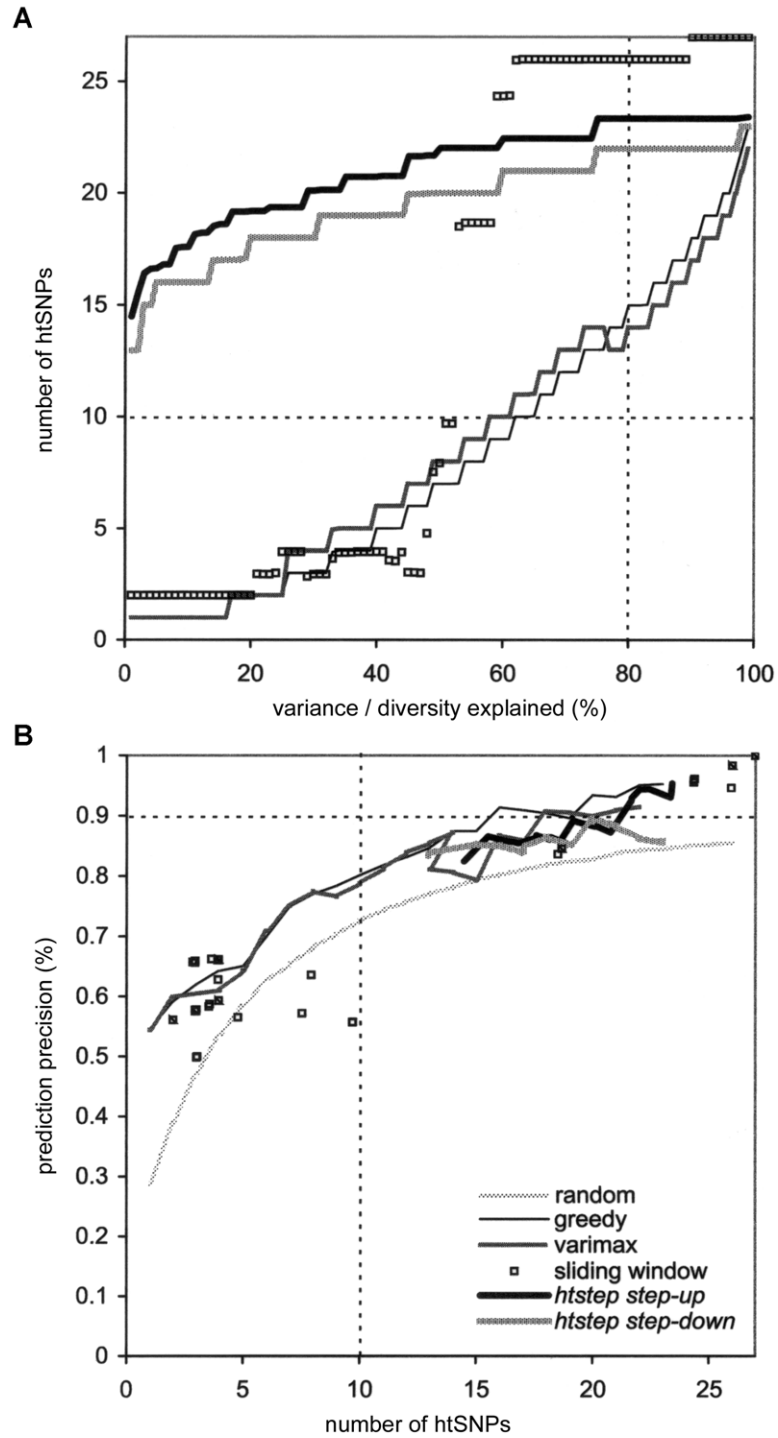 A
number of htSNPs
25
20
15
10
5
0
0 20 40 60 80 100
variance / diversity explained (%)
B
prediction precision (%)
1
0.9
0.8
0.7
0.6
0.5
0.4
0.3
0.2
0.1
0
random
greedy
varimax
sliding window
htstep step-up
htstep step-down
0 5 10 15 20 25
number of htSNPs